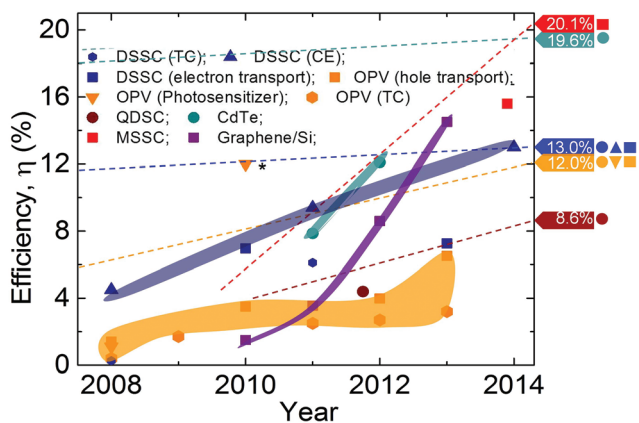 20
16
12
8
4
0
Efficiency, η (%)
DSSC (TC); DSSC (CE);
DSSC (electron transport); OPV (hole transport);
OPV (Photosensitizer); OPV (TC)
QDSC; CdTe;
MSSC; Graphene/Si;
*
20.1%
19.6%
13.0%
12.0%
8.6%
2008 2010 2012 2014
Year